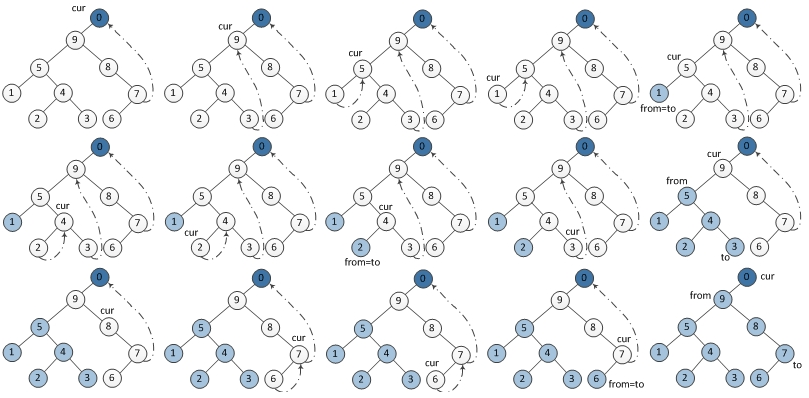 cur 0 9 5 8 1 4 7 2 3 6
0 cur 9 5 8 1 4 7 2 3 6
0 9 cur 5 8 1 4 7 2 3 6
0 9 5 8 cur 1 4 7 2 3 6
0 9 cur 5 8 1 4 7 from=to 2 3 6
0 9 5 8 cur 1 4 7 2 3 6
0 9 5 8 1 4 7 cur 2 3 6
0 9 5 8 cur 1 4 7 2 3 6 from=to
0 9 5 8 1 4 7 cur 2 3 6
0 cur 9 from 5 8 1 4 7 2 3 6 to
0 9 cur 5 8 1 4 7 2 3 6
0 9 5 8 cur 1 4 7 2 3 6
0 9 5 8 1 4 7 cur 2 3 6
0 9 5 8 cur 1 4 7 2 3 6 from=to
0 cur from 9 5 8 1 4 7 to 2 3 6